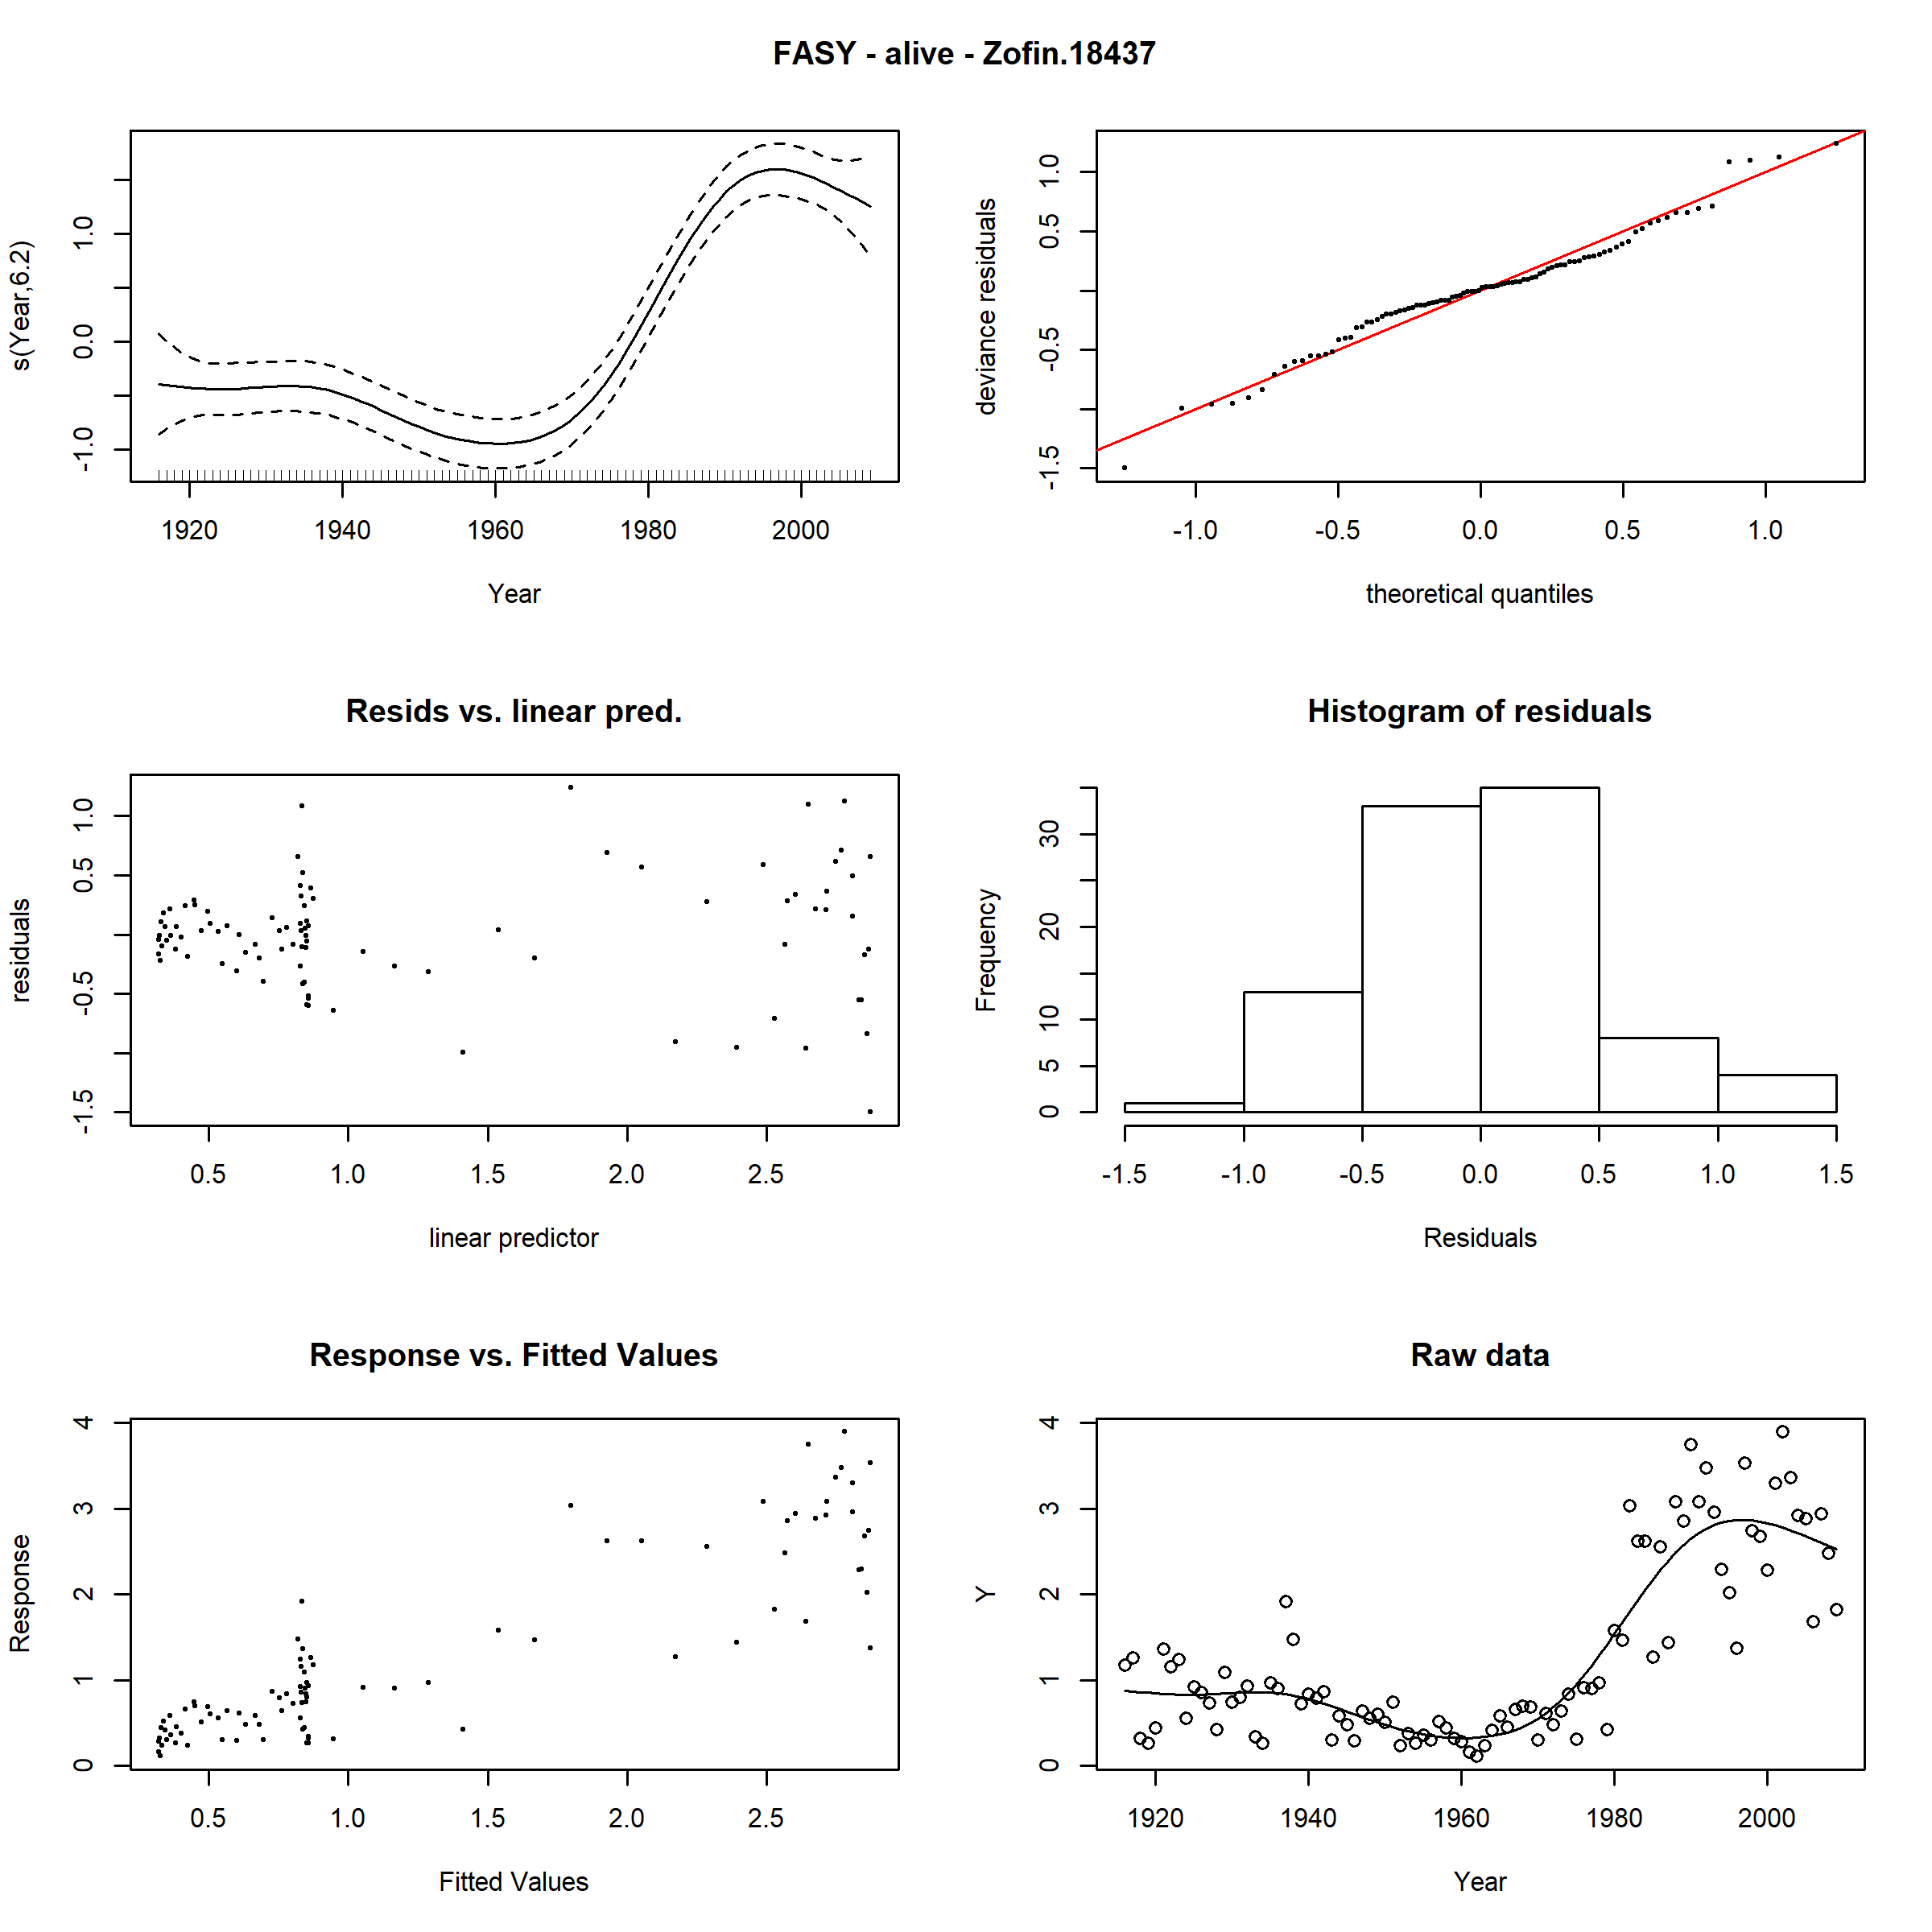 FASY - alive - Zofin.18437
s(Year,6.2)
-1.0 0.0 1.0
1920 1940 1960 1980 2000
Year
deviance residuals
-1.5 -0.5 0.5 1.0
-1.0 -0.5 0.0 0.5 1.0
theoretical quantiles
Resids vs. linear pred.
residuals
-1.5 -0.5 0.5 1.0
0.5 1.0 1.5 2.0 2.5
linear predictor
Histogram of residuals
Frequency
0 5 10 20 30
-1.5 -1.0 -0.5 0.0 0.5 1.0 1.5
Residuals
Response vs. Fitted Values
Response
0 1 2 3 4
0.5 1.0 1.5 2.0 2.5
Fitted Values
Raw data
Y
0 1 2 3 4
1920 1940 1960 1980 2000
Year